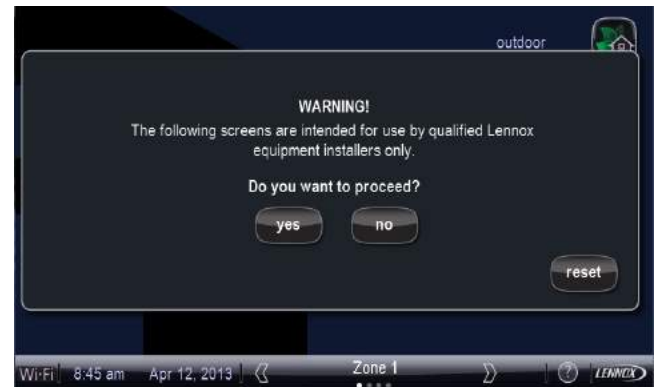 outdoor
WARNING!
The following screens are intended for use by qualified Lennox
equipment installers only.
Do you want to proceed?
yes no
reset
Wi-Fi 8:45 am Apr 12, 2013 Zone 1 ? LENNOX